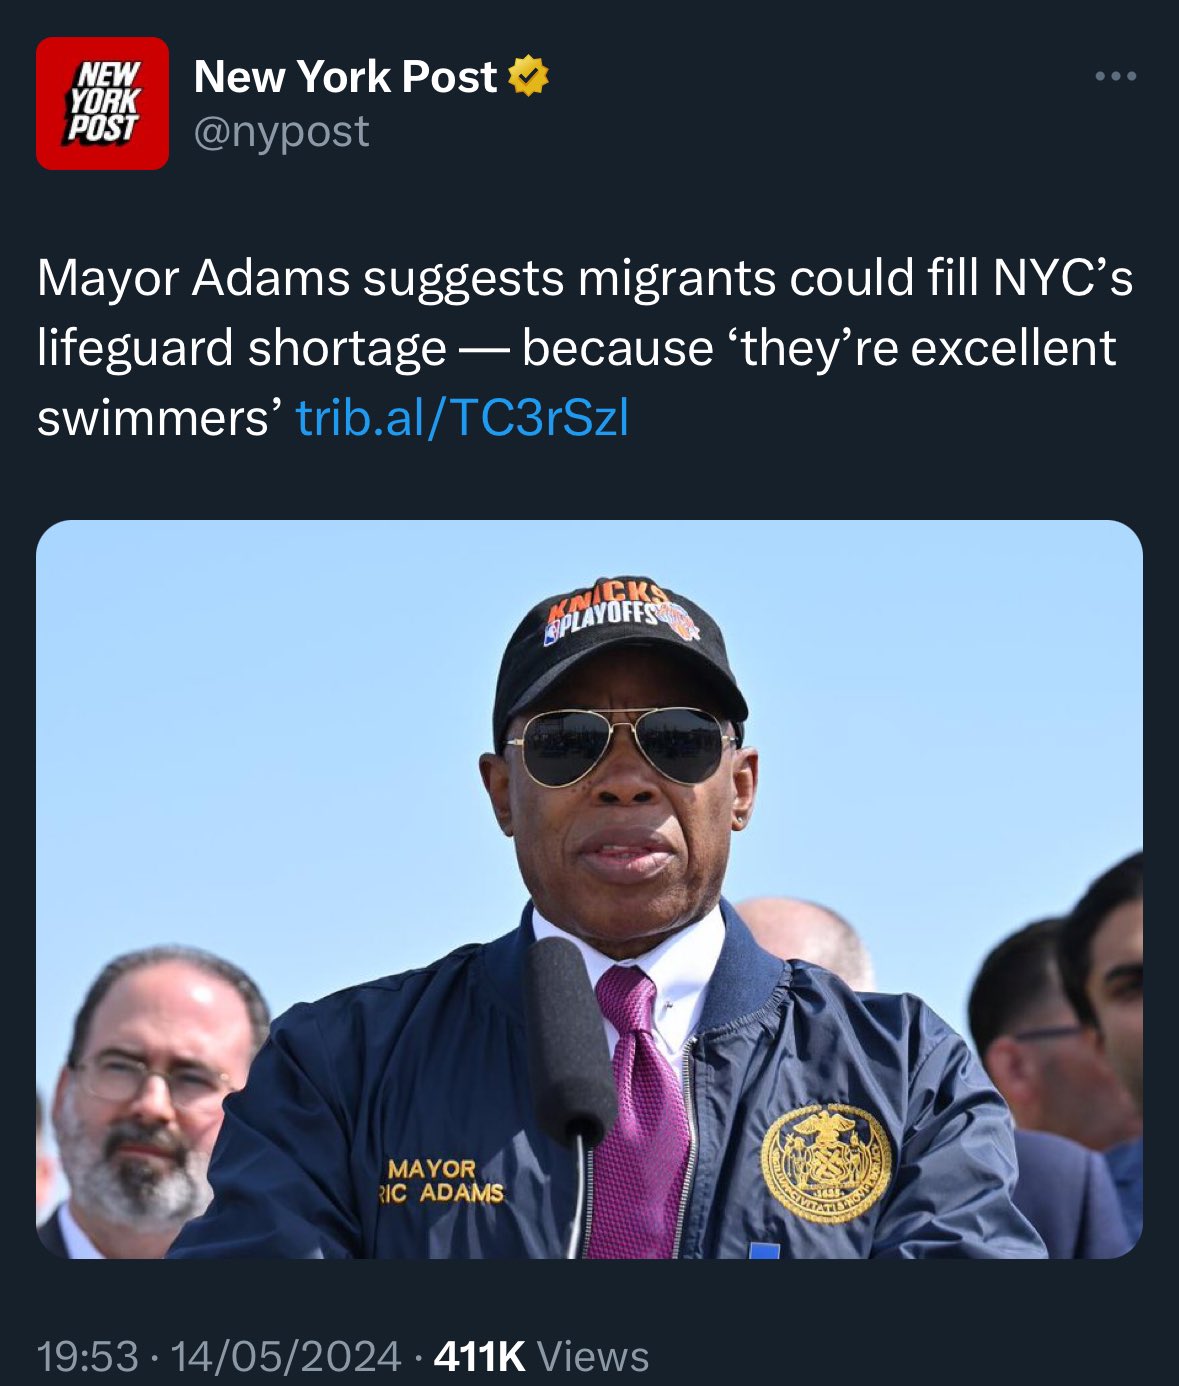 NEW
YORK
POST
New York Post
@nypost
Mayor Adams suggests migrants could fill NYC’s
lifeguard shortage — because ‘they’re excellent
swimmers’ trib.al/TC3rSzl
KNICKS
PLAYOFFS
MAYOR
RIC ADAMS
19:53 · 14/05/2024 · 411K Views